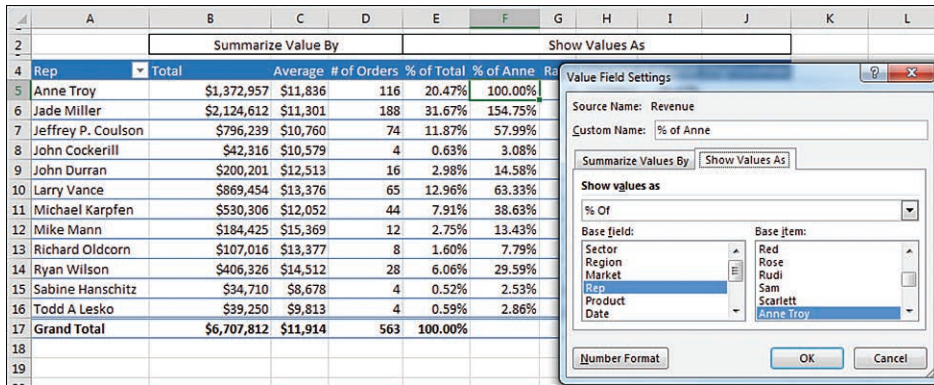 A B C D E F G H I J K L
2 Summarize Value By Show Values As
4 Rep Total Average # of Orders % of Total % of Anne Ra
5 Anne Troy $1,372,957 $11,836 116 20.47% 100.00%
6 Jade Miller $2,124,612 $11,301 188 31.67% 154.75%
7 Jeffrey P. Coulson $796,239 $10,760 74 11.87% 57.99%
8 John Cockerill $42,316 $10,579 4 0.63% 3.08%
9 John Durran $200,201 $12,513 16 2.98% 14.58%
10 Larry Vance $869,454 $13,376 65 12.96% 63.33%
11 Michael Karpfen $530,306 $12,052 44 7.91% 38.63%
12 Mike Mann $184,425 $15,369 12 2.75% 13.43%
13 Richard Oldcorn $107,016 $13,377 8 1.60% 7.79%
14 Ryan Wilson $406,326 $14,512 28 6.06% 29.59%
15 Sabine Hanschitz $34,710 $8,678 4 0.52% 2.53%
16 Todd A Lesko $39,250 $9,813 4 0.59% 2.86%
17 Grand Total $6,707,812 $11,914 563 100.00%
18
19
Value Field Settings
Source Name: Revenue
Custom Name: % of Anne
Summarize Values By Show Values As
Show values as
% Of
Base field: Base item:
Sector Red
Region Rose
Market Rudi
Rep Sam
Product Scarlett
Date Anne Troy
Number Format OK Cancel